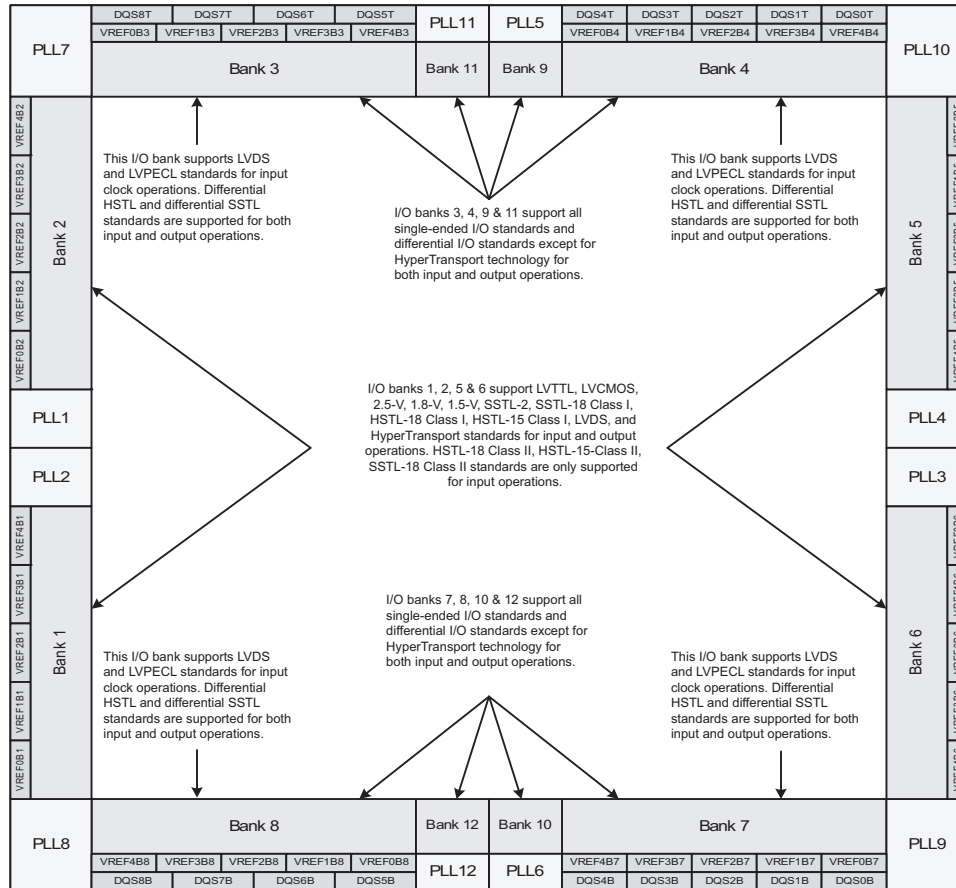 DQS8T DQS7T DQS6T DQS5T PLL11 PLL5 DQS4T DQS3T DQS2T DQS1T DQS0T
PLL7 VREF0B3 VREF1B3 VREF2B3 VREF3B3 VREF4B3 VREF0B4 VREF1B4 VREF2B4 VREF3B4 VREF4B4 PLL10
Bank 3 Bank 11 Bank 9 Bank 4
VREF4B2
VREF3B2
VREF2B2
VREF1B2
VREF0B2
Bank 2
This I/O bank supports LVDS
and LVPECL standards for input
clock operations. Differential
HSTL and differential SSTL
standards are supported for both
input and output operations.
I/O banks 3, 4, 9 & 11 support all
single-ended I/O standards and
differential I/O standards except for
HyperTransport technology for
both input and output operations.
This I/O bank supports LVDS
and LVPECL standards for input
clock operations. Differential
HSTL and differential SSTL
standards are supported for both
input and output operations.
Bank 5
PLL1
PLL2
I/O banks 1, 2, 5 & 6 support LVTTL, LVCMOS,
2.5-V, 1.8-V, 1.5-V, SSTL-2, SSTL-18 Class I,
HSTL-18 Class I, HSTL-15 Class I, LVDS, and
HyperTransport standards for input and output
operations. HSTL-18 Class II, HSTL-15-Class II,
SSTL-18 Class II standards are only supported
for input operations.
PLL4
PLL3
VREF4B1
VREF3B1
VREF2B1
VREF1B1
VREF0B1
Bank 1
This I/O bank supports LVDS
and LVPECL standards for input
clock operations. Differential
HSTL and differential SSTL
standards are supported for both
input and output operations.
I/O banks 7, 8, 10 & 12 support all
single-ended I/O standards and
differential I/O standards except for
HyperTransport technology for
both input and output operations.
This I/O bank supports LVDS
and LVPECL standards for input
clock operations. Differential
HSTL and differential SSTL
standards are supported for both
input and output operations.
Bank 6
PLL8 Bank 8 Bank 12 Bank 10 Bank 7 PLL9
VREF4B8 VREF3B8 VREF2B8 VREF1B8 VREF0B8 PLL12 PLL6 VREF4B7 VREF3B7 VREF2B7 VREF1B7 VREF0B7
DQS8B DQS7B DQS6B DQS5B DQS4B DQS3B DQS2B DQS1B DQS0B